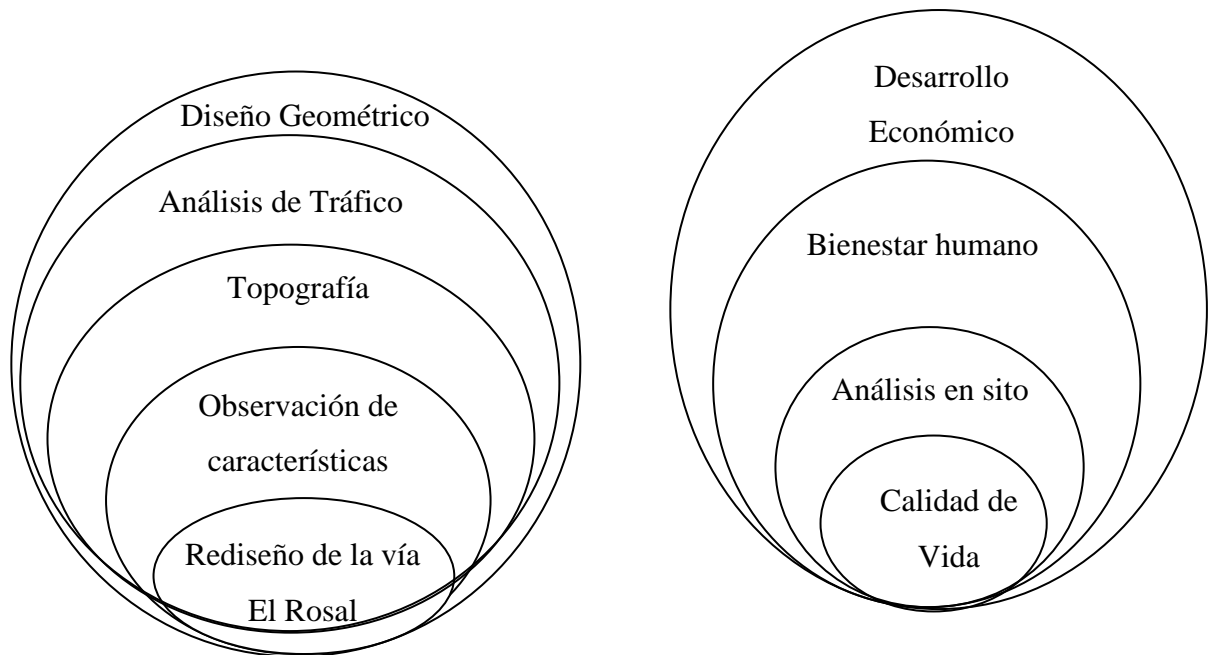 Diseño Geométrico
Análisis de Tráfico
Topografía
Observación de
características
Rediseño de la vía
El Rosal
Desarrollo
Económico
Bienestar humano
Análisis en sito
Calidad de
Vida